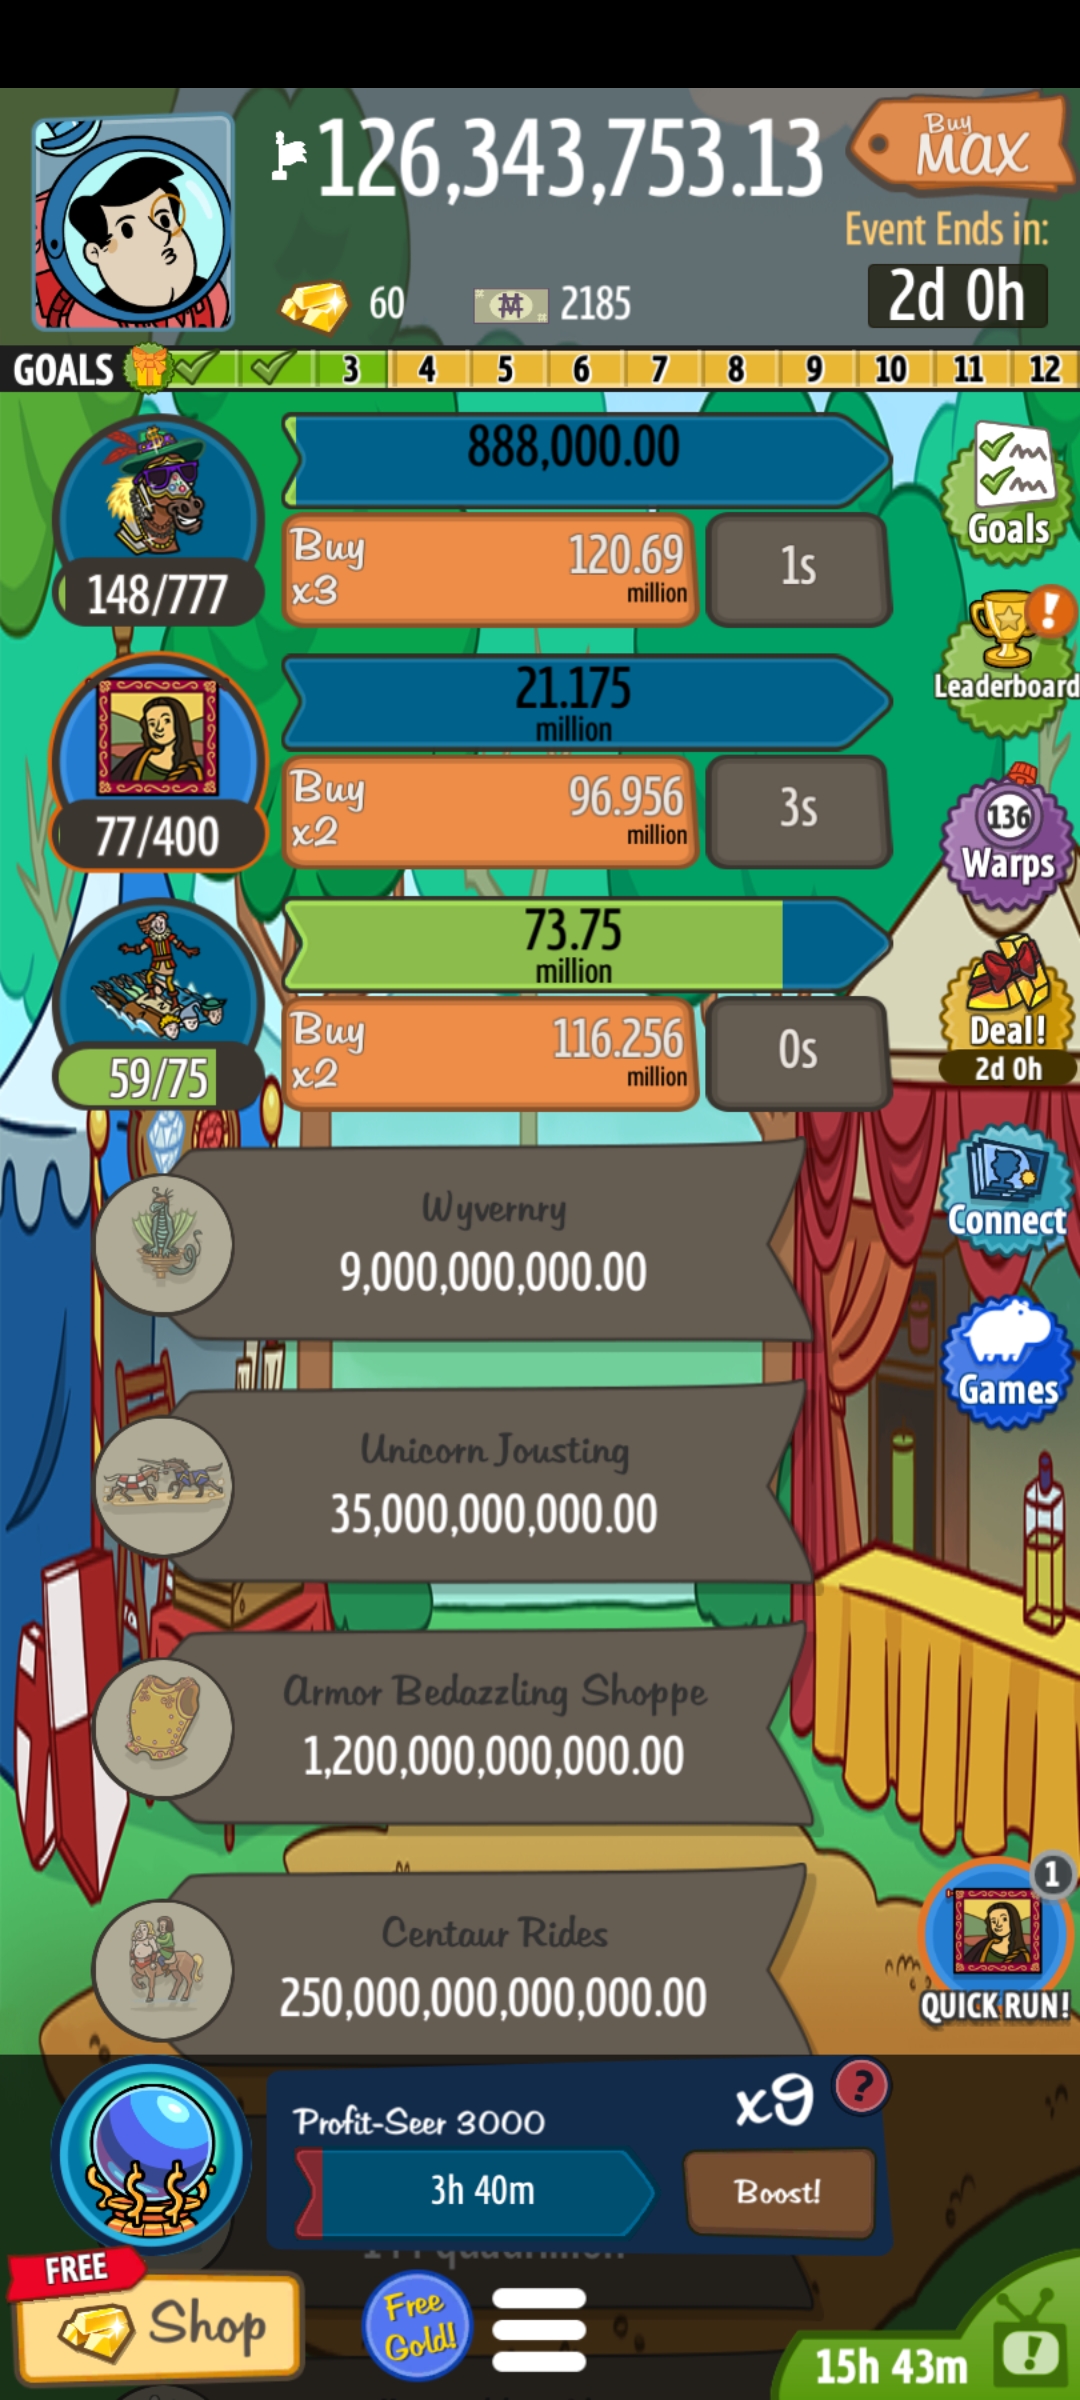 126,343,753.13
Buy
MAX
Event Ends in:
2d 0h
60
2185
GOALS 3 4 5 6 7 8 9 10 11 12
888,000.00
Buy
x3
120.69
million
1s
148/777
Goals
21.175
million
Buy
x2
96.956
million
3s
77/400
Leaderboard
136
Warps
73.75
million
Buy
x2
116.256
million
0s
59/75
Deal!
2d 0h
Wyvernry
9,000,000,000.00
Connect
Unicorn Jousting
35,000,000,000.00
Games
Armor Bedazzling Shoppe
1,200,000,000,000.00
Centaur Rides
250,000,000,000,000.00
1
QUICK RUN!
Profit-Seer 3000
x9
?
3h 40m
Boost!
FREE
Shop
Free
Gold!
15h 43m